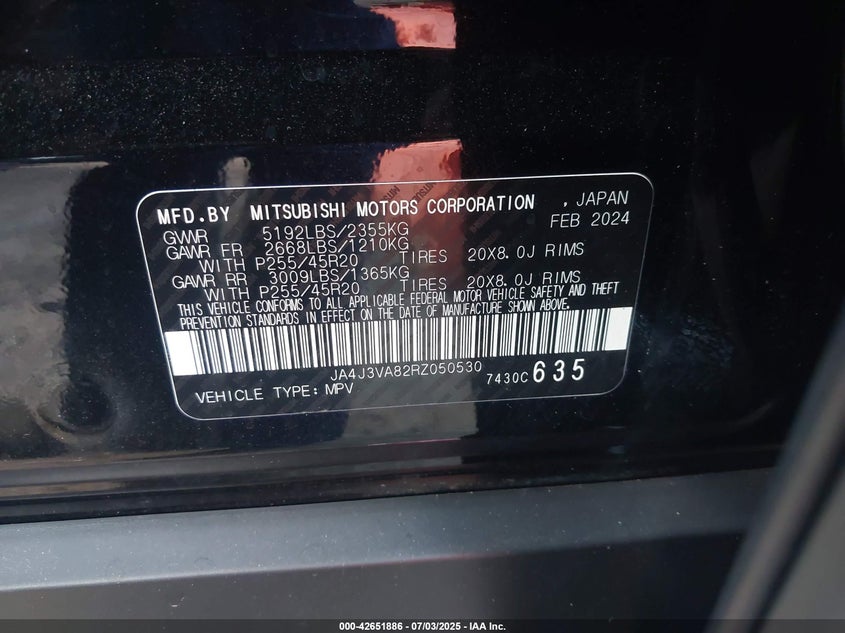 MFD.BY MITSUBISHI MOTORS CORPORATION , JAPAN
FEB 2024
GVWR 5192LBS/2355KG
GAWR FR 2668LBS/1210KG
WITH P255/45R20 TIRES 20X8.0J RIMS
GAWR RR 3009LBS/1365KG
WITH P255/45R20 TIRES 20X8.0J RIMS
THIS VEHICLE CONFORMS TO ALL APPLICABLE FEDERAL MOTOR VEHICLE SAFETY AND THEFT
PREVENTION STANDARDS IN EFFECT ON THE DATE OF MANUFACTURE SHOWN ABOVE.
JA4J3VA82RZ050530
7430C 635
VEHICLE TYPE: MPV
000-42651886 - 07/03/2025 - IAA Inc.